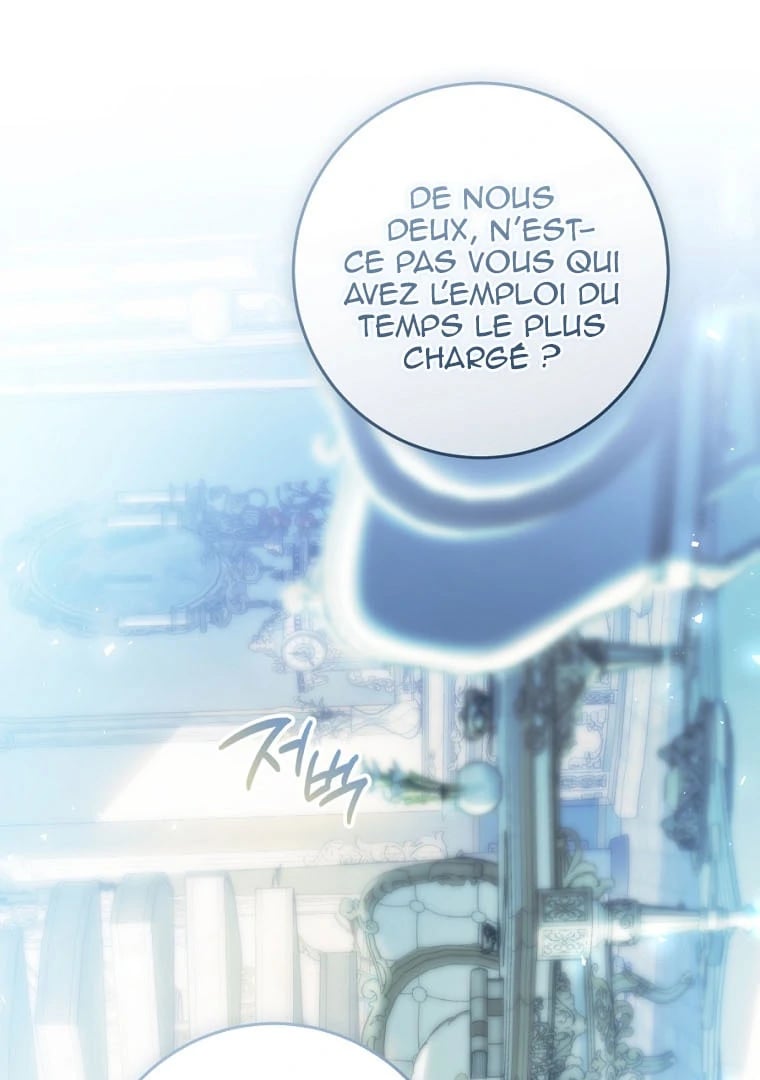 DE NOUS
DEUX, N'EST-
CE PAS VOUS QUI
AVEZ L'EMPLOI DU
TEMPS LE PLUS
CHARGÉ ?
저벅